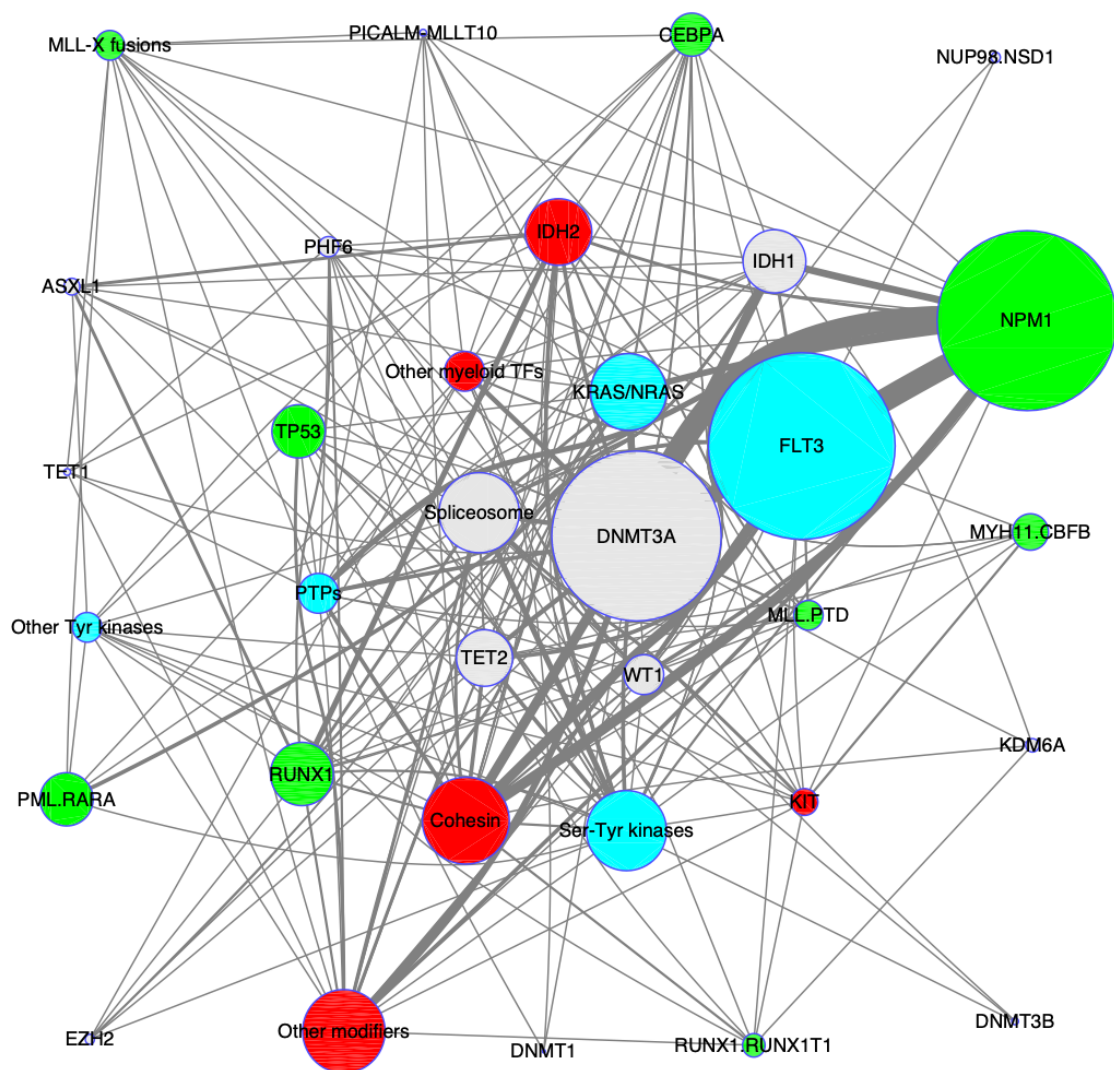 PICALM-MLLT10
CEBPA
MLL-X fusions
NUP98.NSD1
IDH2
PHF6
IDH1
ASXL1
NPM1
Other myeloid TFs
KRAS/NRAS
TP53
FLT3
TET1
Spliceosome
DNMT3A
MYH11.CBFB
PTPs
MLL.PTD
Other Tyr kinases
TET2
WT1
KDM6A
RUNX1
PML.RARA
KIT
Cohesin
Ser-Tyr kinases
DNMT3B
Other modifiers
EZH2
DNMT1
RUNX1.RUNX1T1